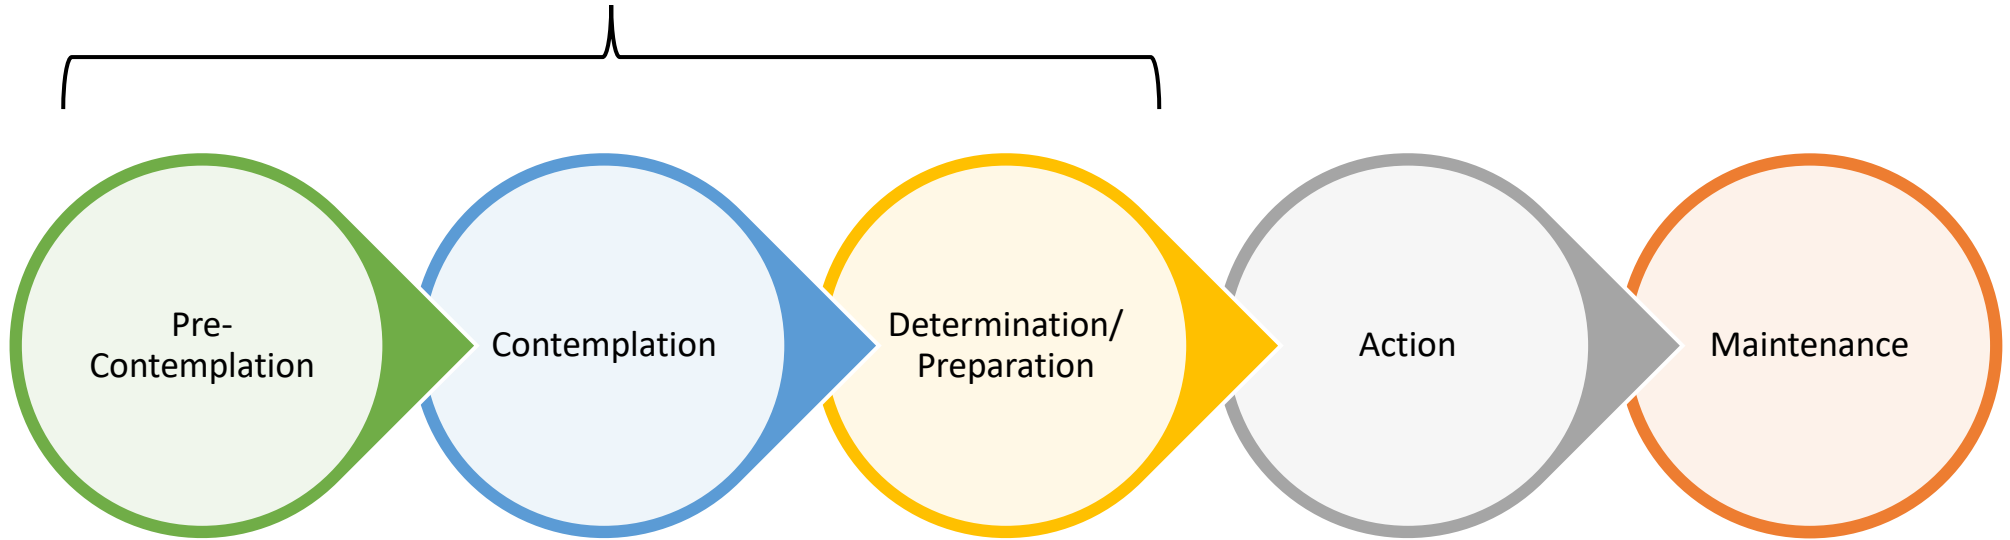 Pre-
Contemplation
Contemplation
Determination/
Preparation
Action
Maintenance